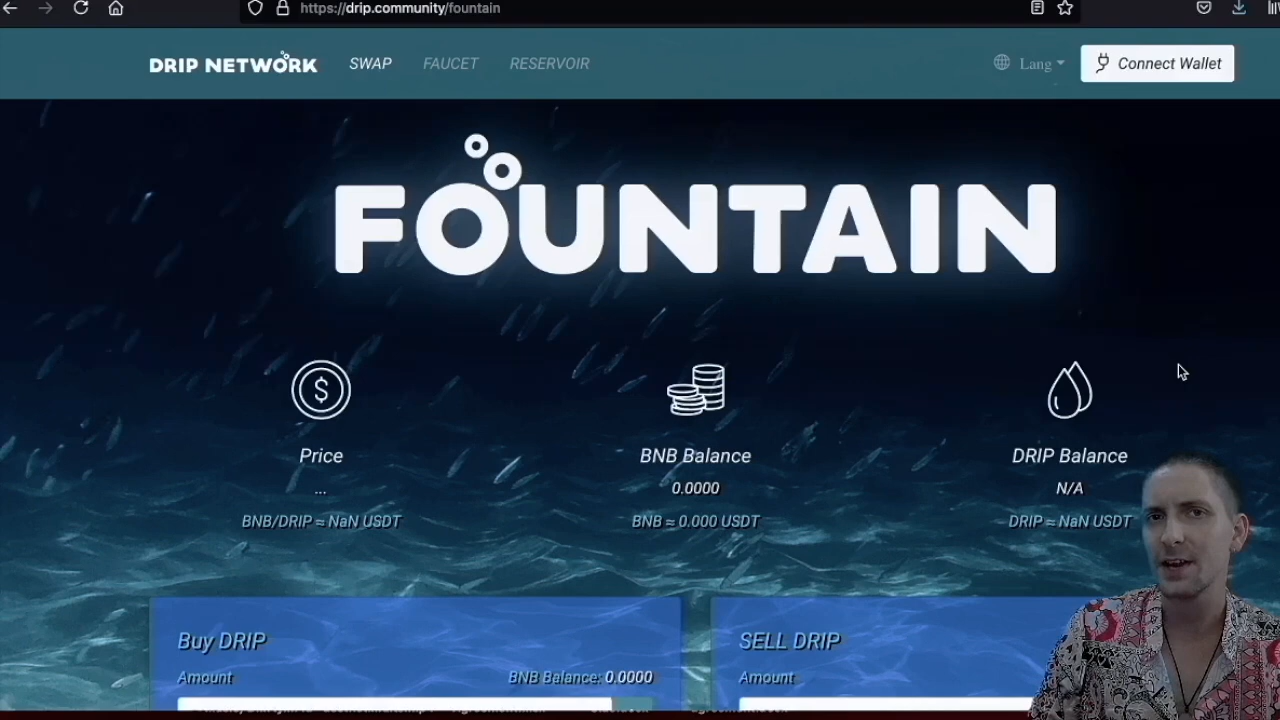 https://drip.community/fountain
DRIP NETWORK SWAP FAUCET RESERVOIR Lang Connect Wallet
FOUNTAIN
Price BNB Balance DRIP Balance
... 0.0000 N/A
BNB/DRIP ≈ NaN USDT BNB ≈ 0.000 USDT DRIP ≈ NaN USDT
Buy DRIP SELL DRIP
Amount BNB Balance: 0.0000 Amount